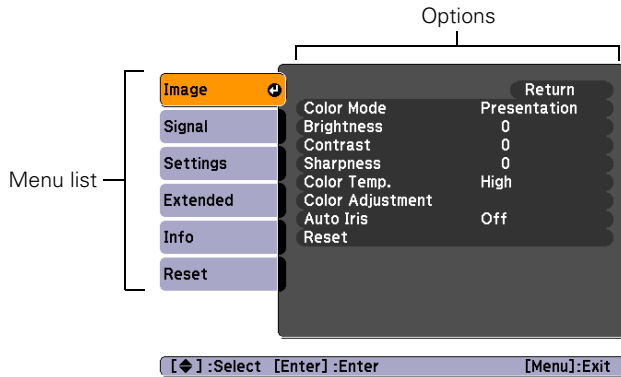 Options
Menu list
Image
Signal
Settings
Extended
Info
Reset
Return
Color Mode Presentation
Brightness 0
Contrast 0
Sharpness 0
Color Temp. High
Color Adjustment
Auto Iris Off
Reset
[◆] :Select [Enter] :Enter [Menu]:Exit